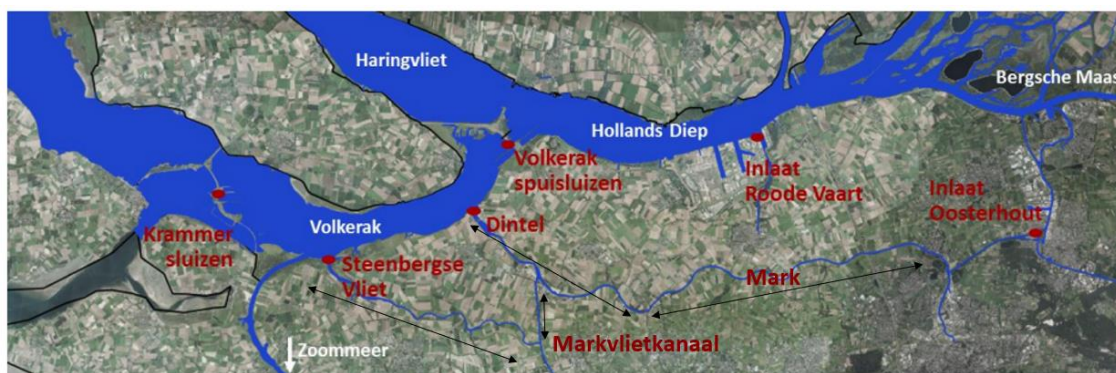 Haringvliet
Bergsche Maas
Hollands Diep
Volkerak
spuisluizen
Inlaat
Roode Vaart
Inlaat
Oosterhout
Krammer
sluizen
Volkerak
Dintel
Steenbergse
Vliet
Mark
Markvlietkanaal
Zoommeer